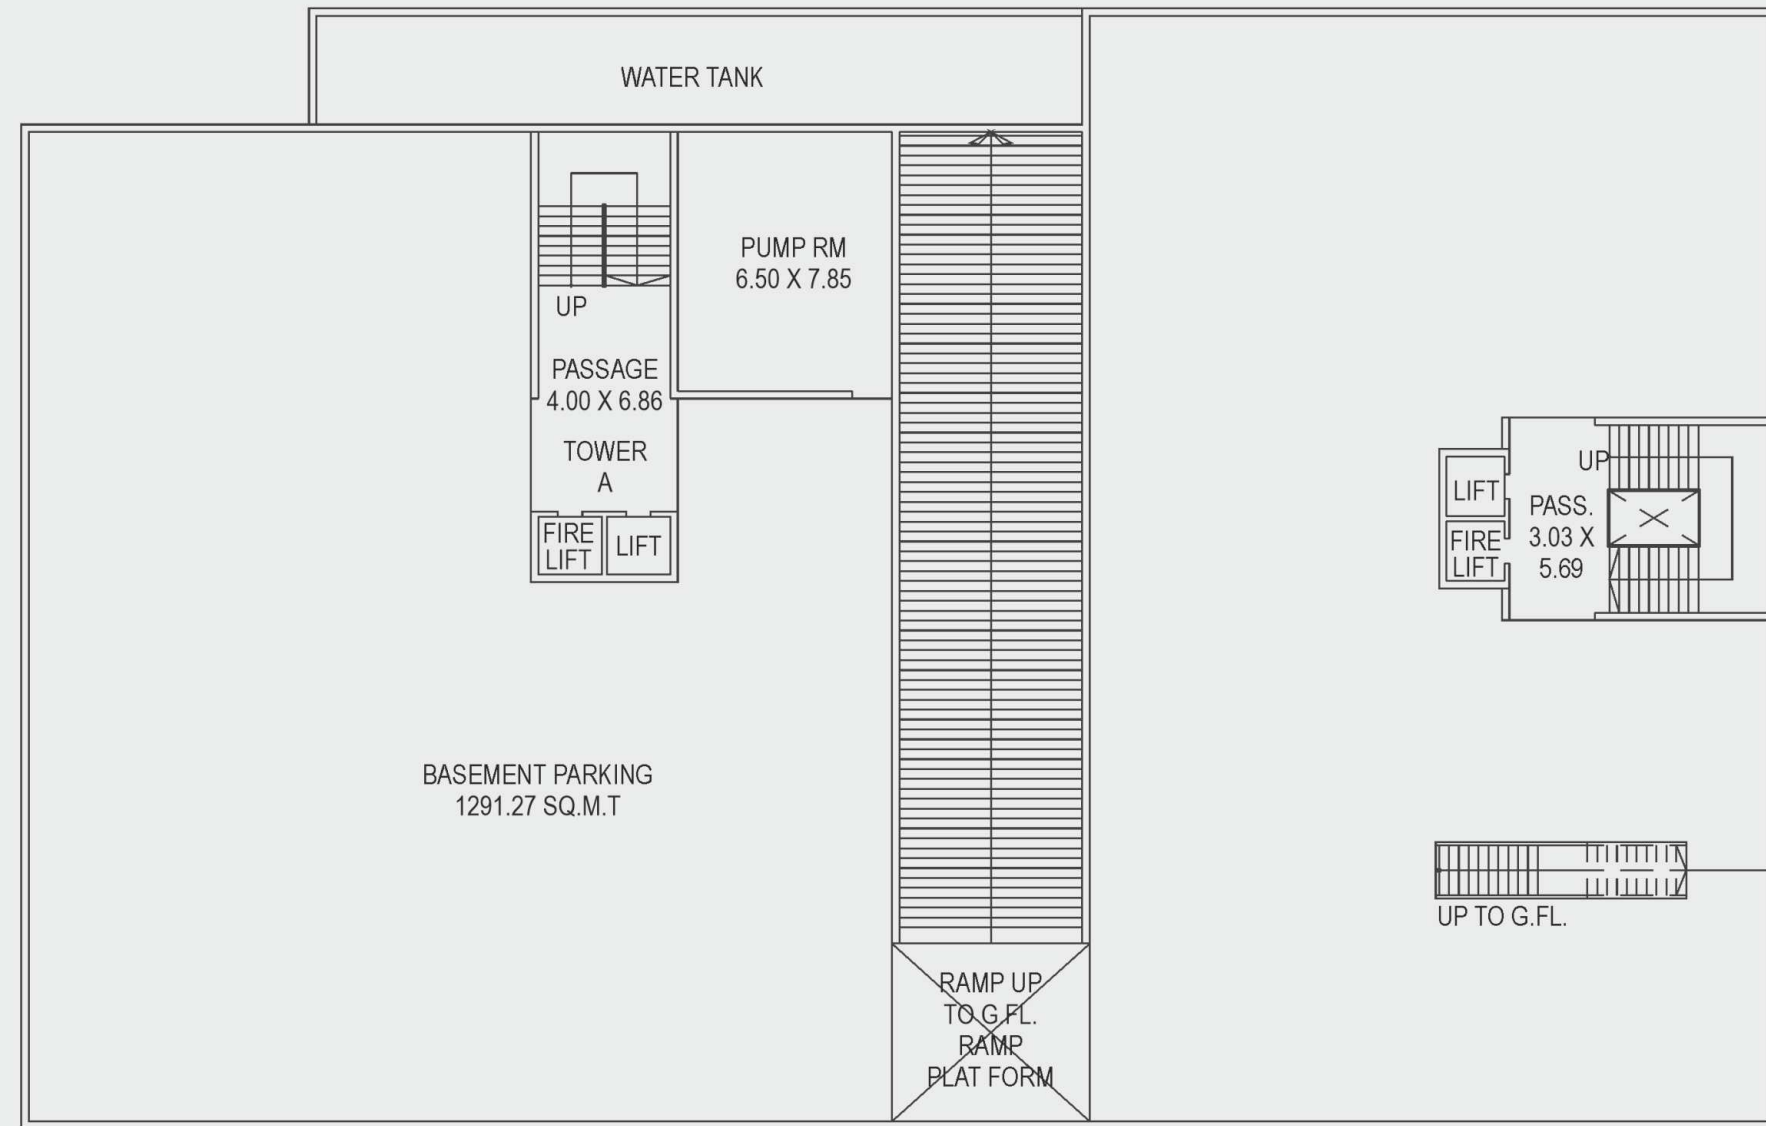 WATER TANK
PUMP RM
6.50 X 7.85
UP
PASSAGE
4.00 X 6.86
TOWER
A
FIRE
LIFT
LIFT
BASEMENT PARKING
1291.27 SQ.M.T
RAMP UP
TO G.FL.
RAMP
PLAT FORM
UP
LIFT
FIRE
LIFT
PASS.
3.03 X
5.69
UP TO G.FL.